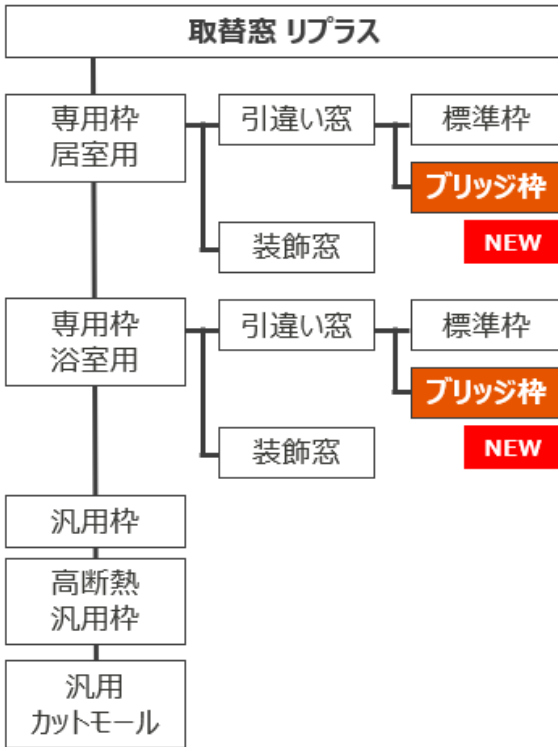 取替窓 リプラス
専用枠
居室用
引違い窓
標準枠
ブリッジ枠
NEW
装飾窓
専用枠
浴室用
引違い窓
標準枠
ブリッジ枠
NEW
装飾窓
汎用枠
高断熱
汎用枠
汎用
カットモール